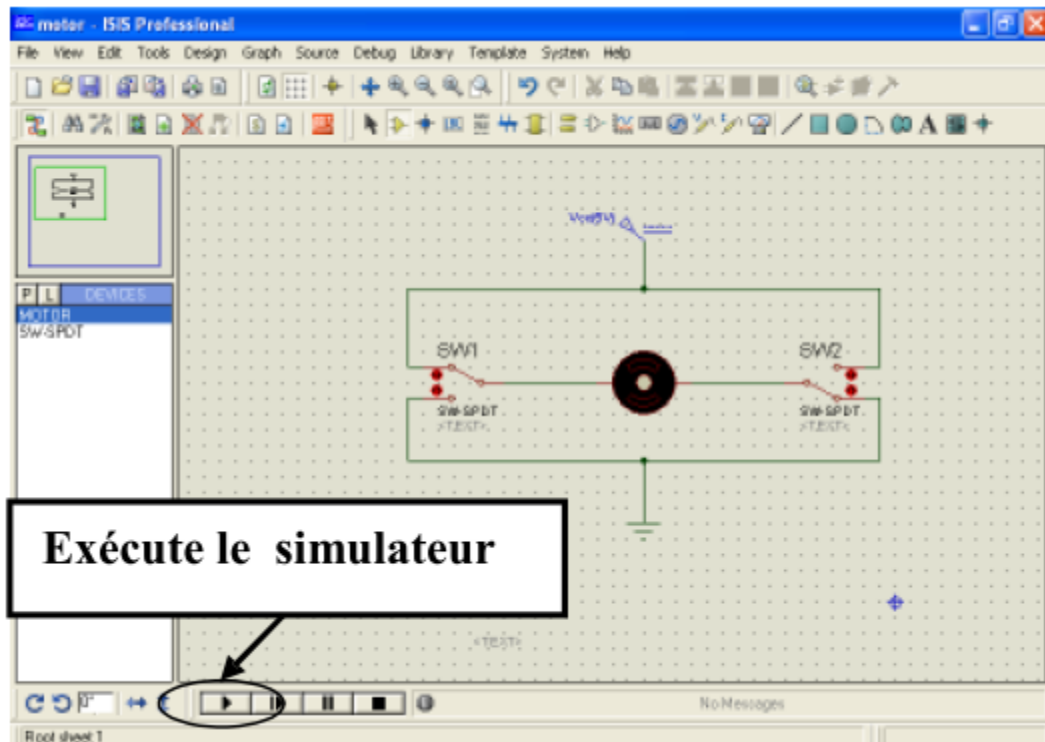 motor - ISIS Professional
File View Edit Tools Design Graph Source Debug Library Template System Help
P L DEVICES
MOTOR
SW-SPDT
SW1
SW2
SW-SPDT
<TEXT>
SW-SPDT
<TEXT>
Exécute le simulateur
<TEXT>
0°
No Messages
Root sheet 1